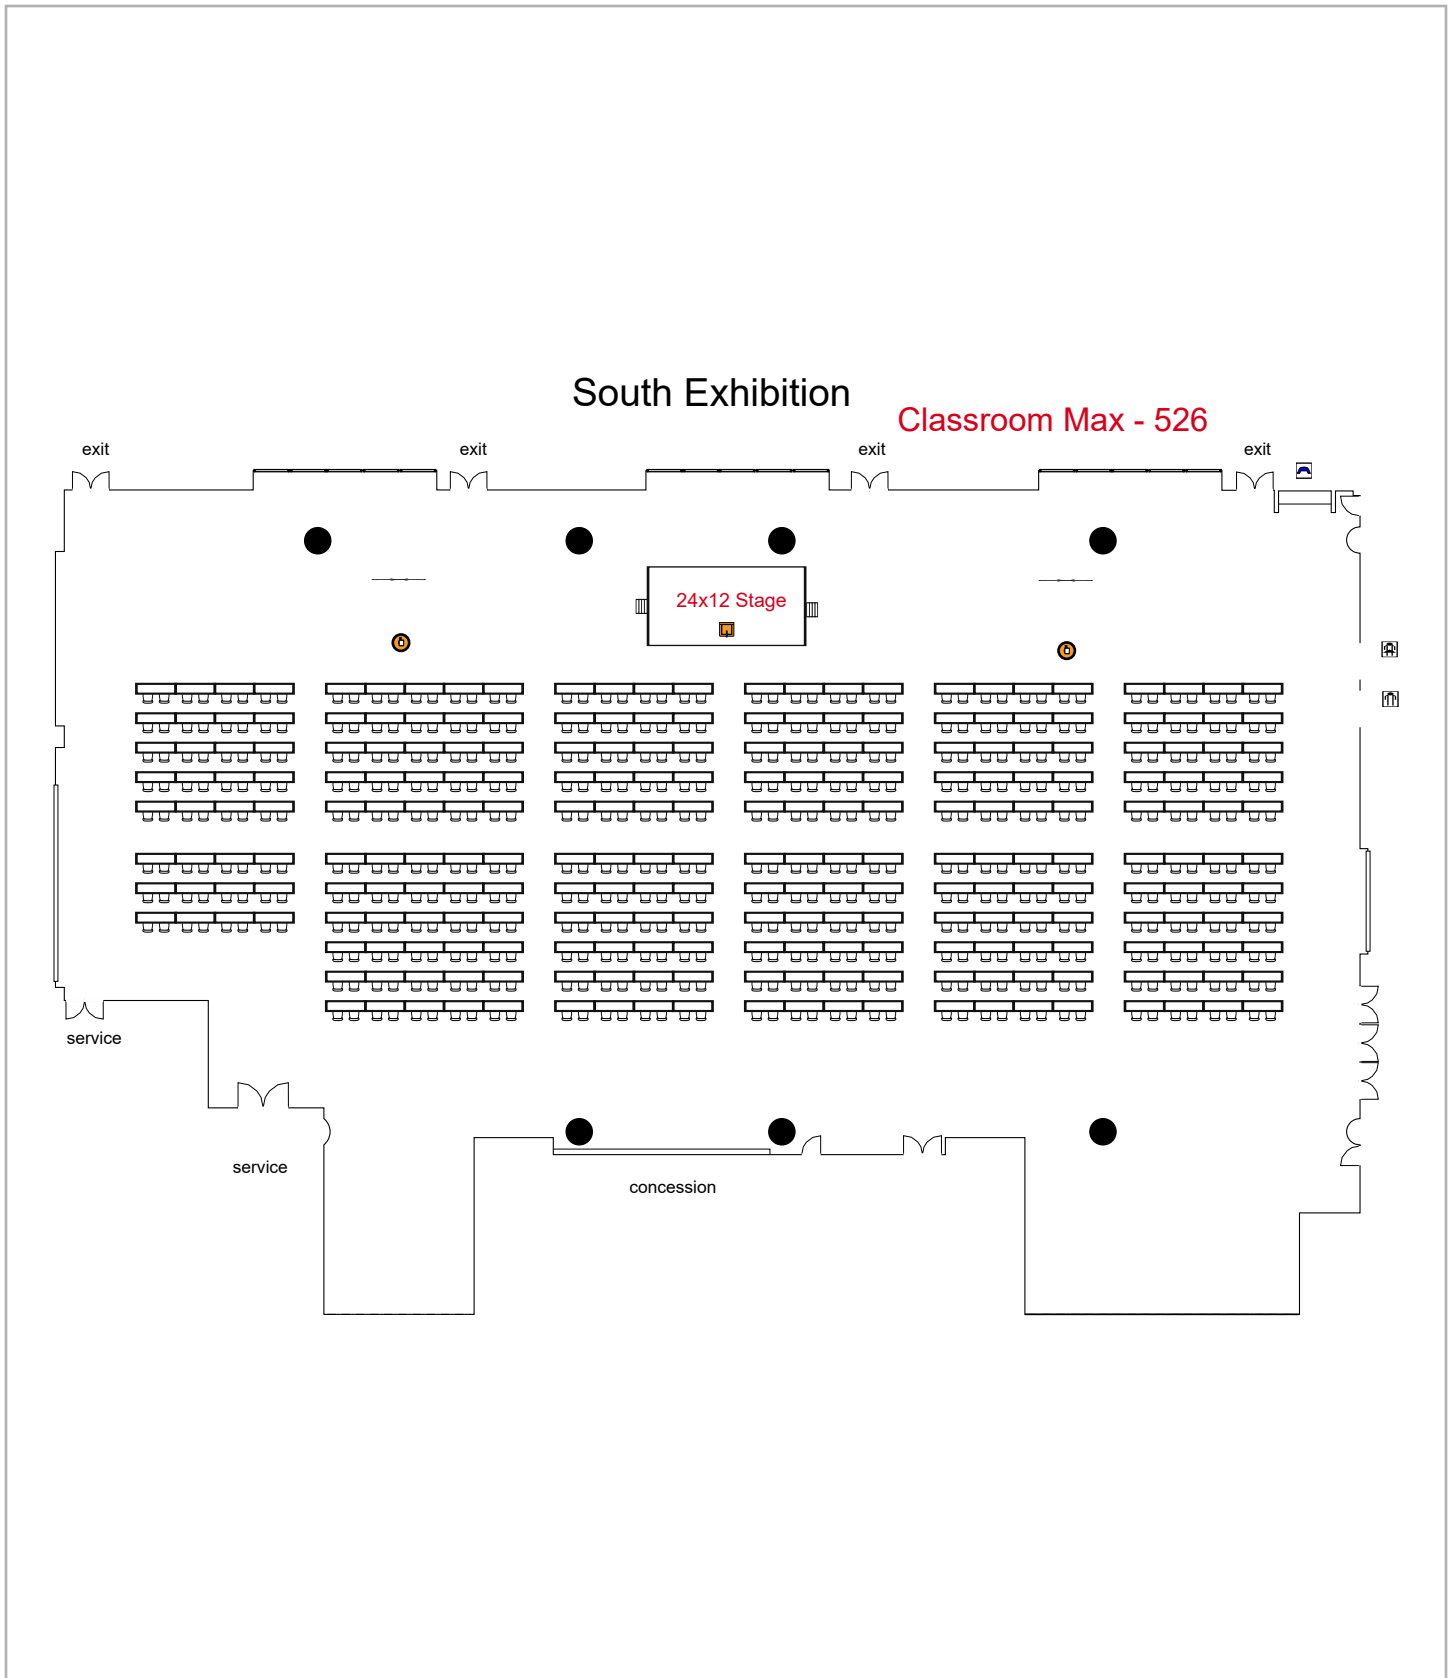 South Exhibition
Classroom Max - 526
exit
exit
exit
exit
24x12 Stage
service
service
concession